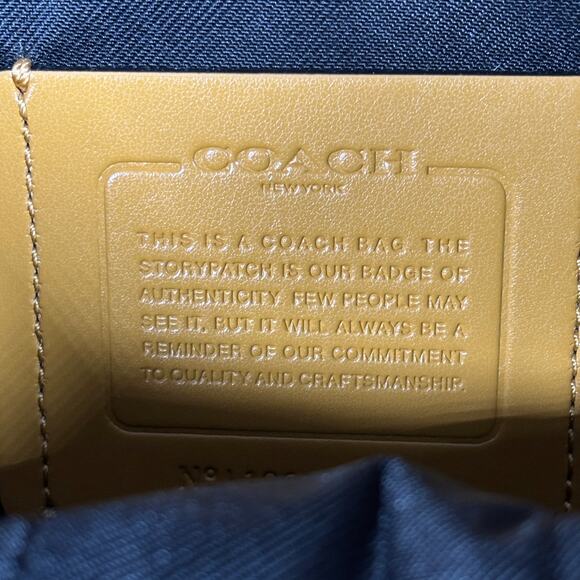 COACH
NEW YORK
THIS IS A COACH BAG. THE
STORYPATCH IS OUR BADGE OF
AUTHENTICITY. FEW PEOPLE MAY
SEE IT, BUT IT WILL ALWAYS BE A
REMINDER OF OUR COMMITMENT
TO QUALITY AND CRAFTSMANSHIP.
Nº